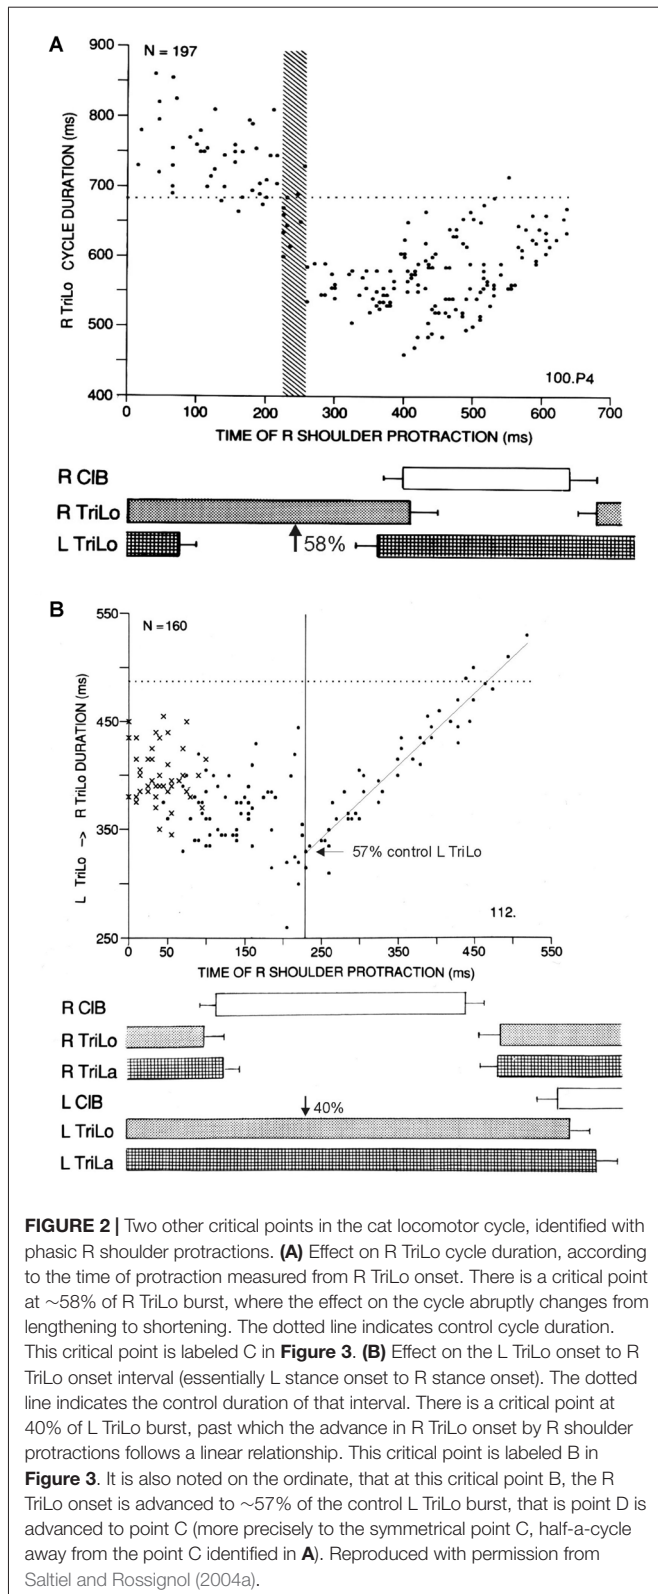 A
N = 197
900
800
700
600
500
400
R TriLo CYCLE DURATION (ms)
100.P4
0 100 200 300 400 500 600 700
TIME OF R SHOULDER PROTRACTION (ms)
R ClB
R TriLo
L TriLo
58%
B
N = 160
550
450
350
250
L TriLo -> R TriLo DURATION (ms)
57% control L TriLo
112.
0 50 150 250 350 450 550
TIME OF R SHOULDER PROTRACTION (ms)
R ClB
R TriLo
R TriLa
L ClB
40%
L TriLo
L TriLa
FIGURE 2 | Two other critical points in the cat locomotor cycle, identified with
phasic R shoulder protractions. (A) Effect on R TriLo cycle duration, according
to the time of protraction measured from R TriLo onset. There is a critical point
at ~58% of R TriLo burst, where the effect on the cycle abruptly changes from
lengthening to shortening. The dotted line indicates control cycle duration.
This critical point is labeled C in Figure 3. (B) Effect on the L TriLo onset to R
TriLo onset interval (essentially L stance onset to R stance onset). The dotted
line indicates the control duration of that interval. There is a critical point at
40% of L TriLo burst, past which the advance in R TriLo onset by R shoulder
protractions follows a linear relationship. This critical point is labeled B in
Figure 3. It is also noted on the ordinate, that at this critical point B, the R
TriLo onset is advanced to ~57% of the control L TriLo burst, that is point D is
advanced to point C (more precisely to the symmetrical point C, half-a-cycle
away from the point C identified in A). Reproduced with permission from
Saltiel and Rossignol (2004a).